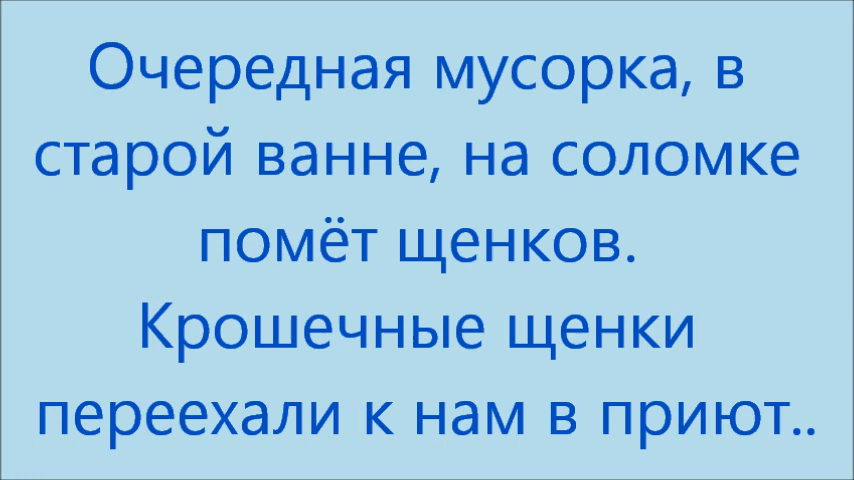 Очередная мусорка, в
старой ванне, на соломке
помёт щенков.
Крошечные щенки
переехали к нам в приют..